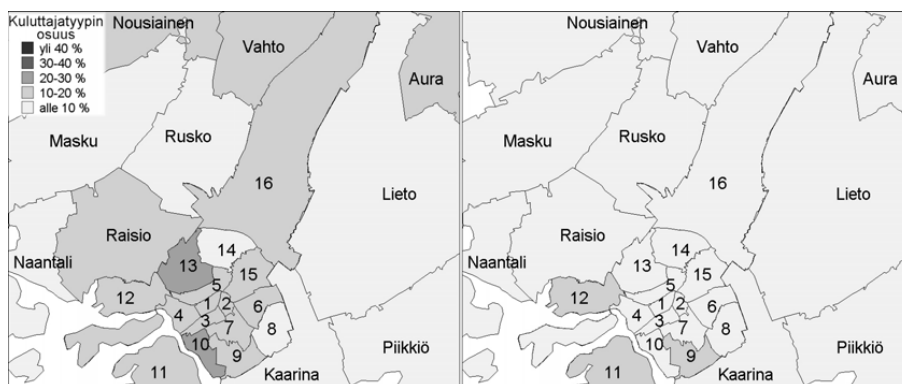 Kuluttajatyypin
osuus
yli 40 %
30-40 %
20-30 %
10-20 %
alle 10 %
Nousiainen
Vahto
Aura
Masku
Rusko
16
Lieto
Raisio
14
13
15
Naantali
5
12
1
2
6
4
3
7
8
10
9
11
Kaarina
Piikkiö
Nousiainen
Vahto
Aura
Masku
Rusko
16
Lieto
Raisio
14
13
15
Naantali
5
12
1
2
6
4
3
7
8
10
9
11
Kaarina
Piikkiö